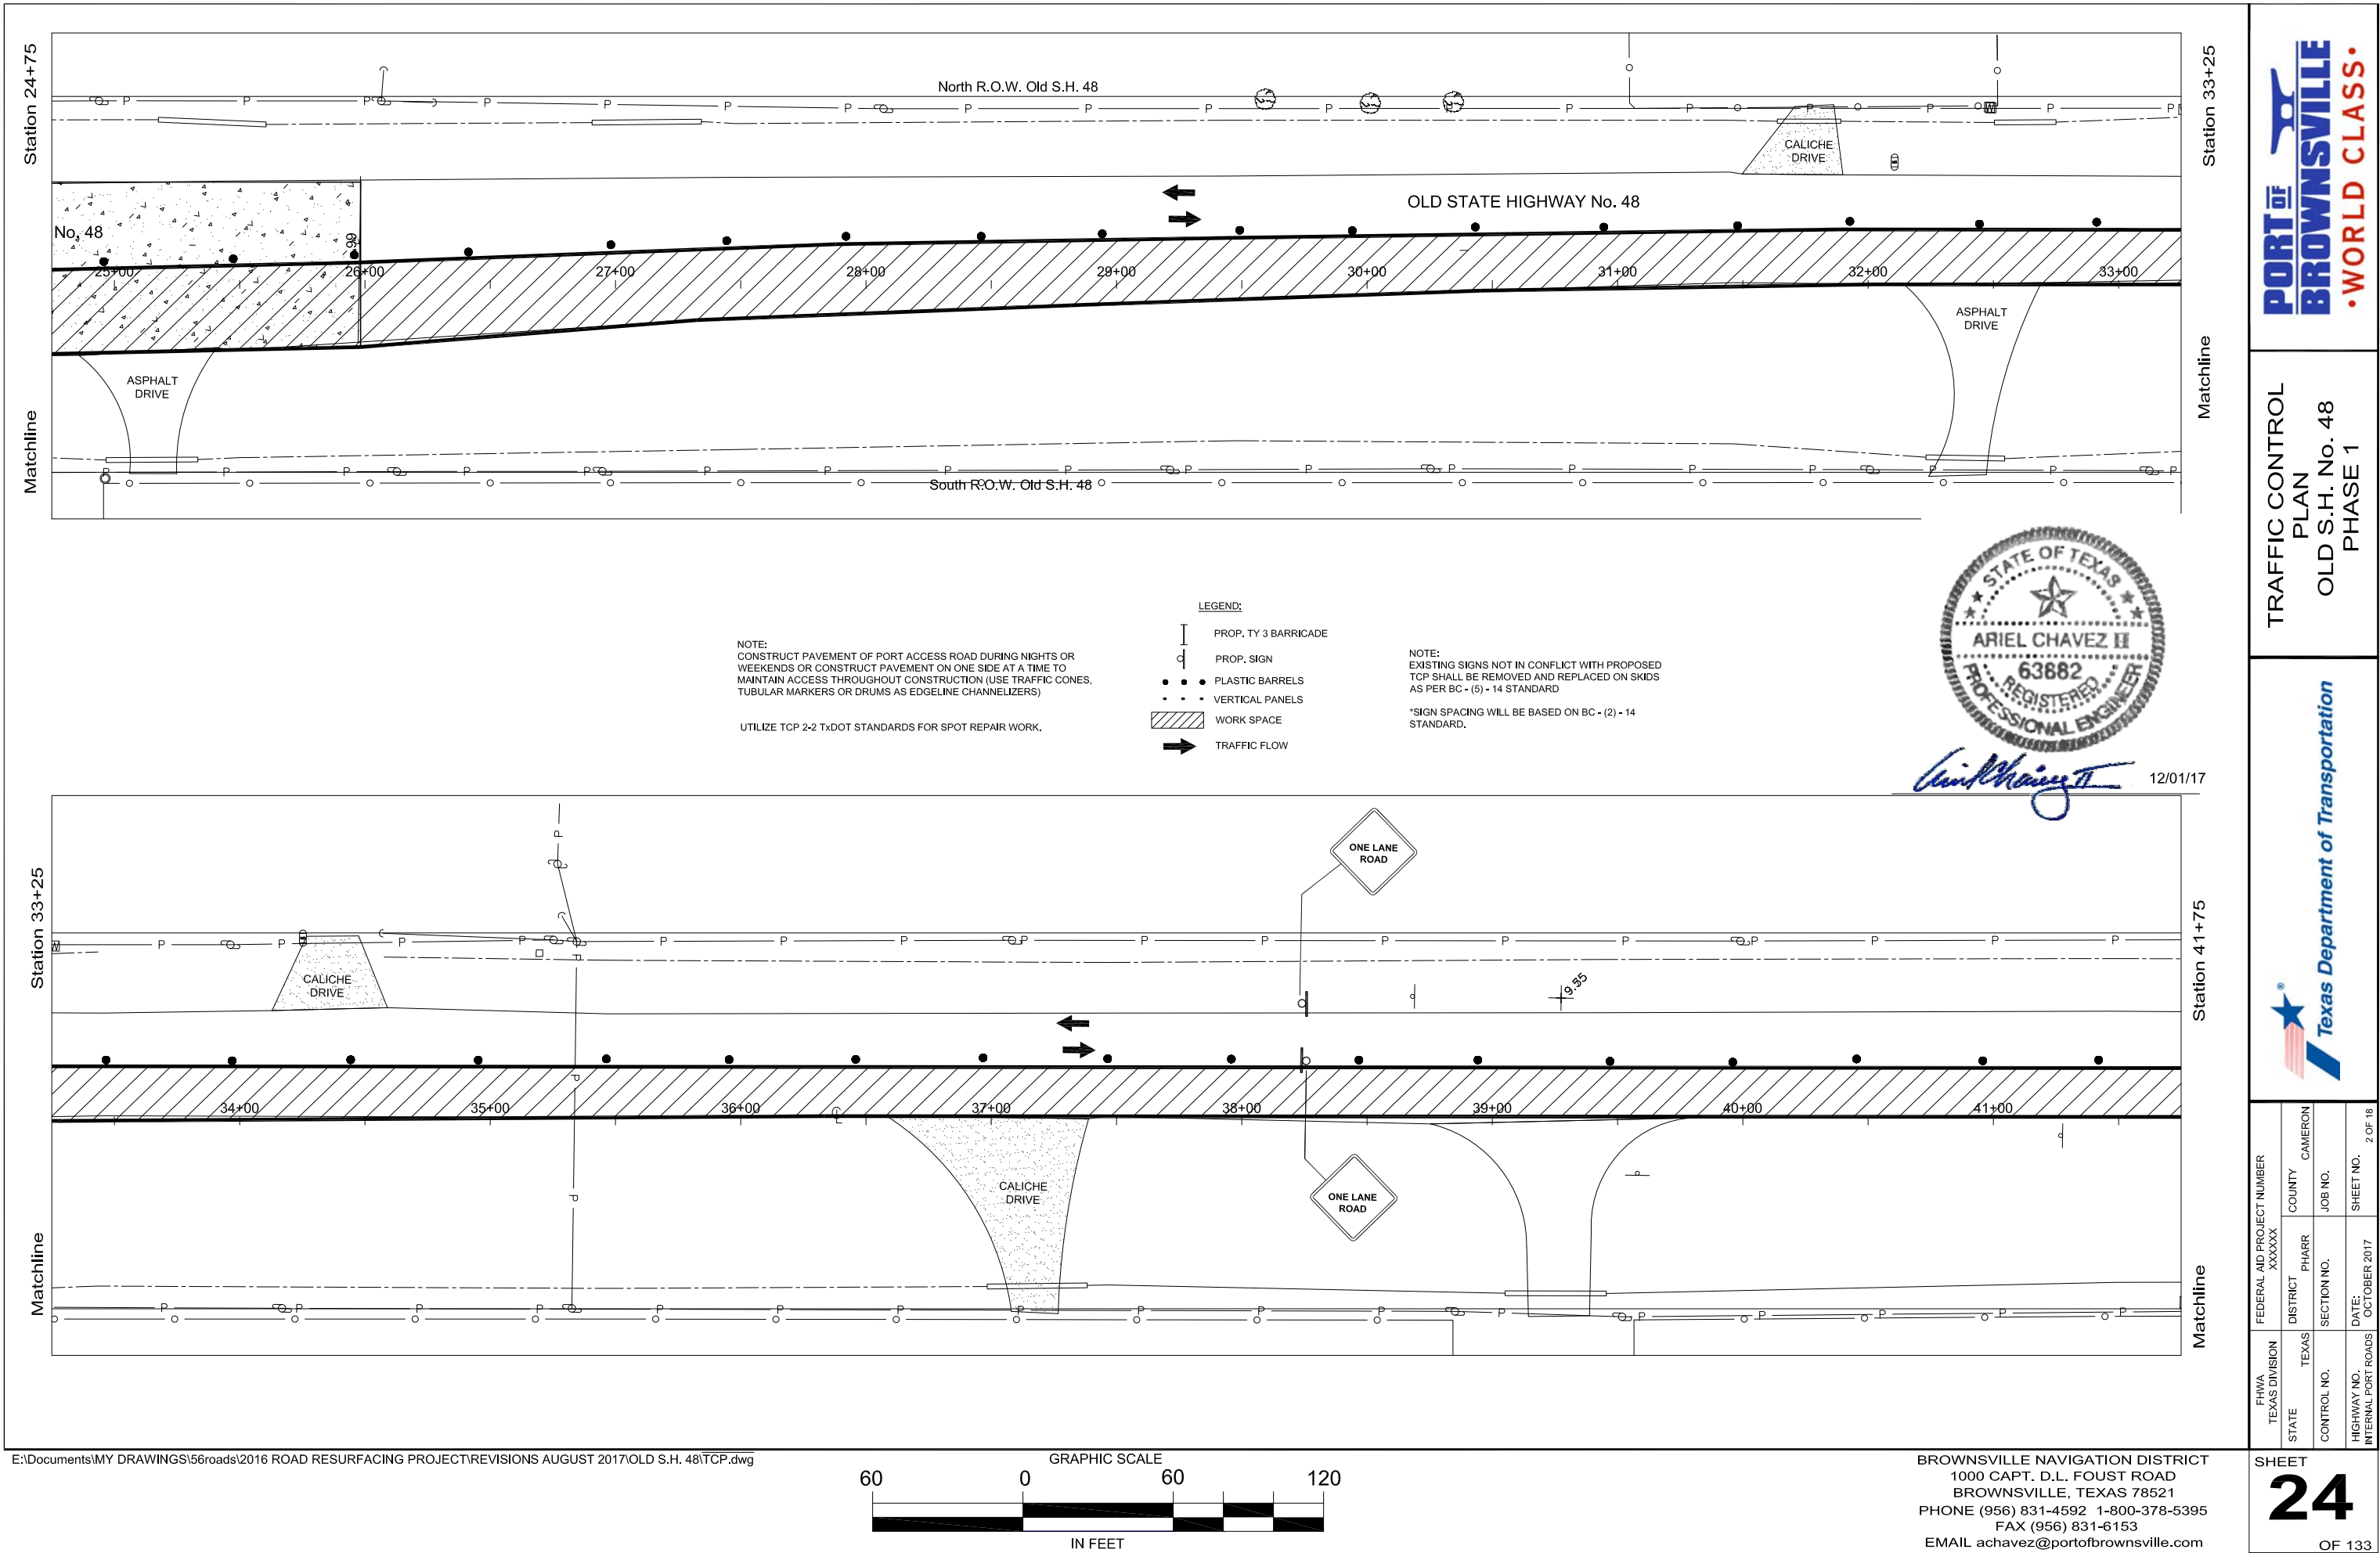 Station 24+75
Matchline
North R.O.W. Old S.H. 48
P P P P P P P P P P P P P P P P P P
W
CALICHE
DRIVE
OLD STATE HIGHWAY No. 48
No. 48
66
25+00 26+00 27+00 28+00 29+00 30+00 31+00 32+00 33+00
ASPHALT
DRIVE
ASPHALT
DRIVE
South R.O.W. Old S.H. 48
Station 33+25
Matchline
NOTE:
CONSTRUCT PAVEMENT OF PORT ACCESS ROAD DURING NIGHTS OR
WEEKENDS OR CONSTRUCT PAVEMENT ON ONE SIDE AT A TIME TO
MAINTAIN ACCESS THROUGHOUT CONSTRUCTION (USE TRAFFIC CONES,
TUBULAR MARKERS OR DRUMS AS EDGELINE CHANNELIZERS)
UTILIZE TCP 2-2 TxDOT STANDARDS FOR SPOT REPAIR WORK.
LEGEND:
PROP. TY 3 BARRICADE
PROP. SIGN
PLASTIC BARRELS
VERTICAL PANELS
WORK SPACE
TRAFFIC FLOW
NOTE:
EXISTING SIGNS NOT IN CONFLICT WITH PROPOSED
TCP SHALL BE REMOVED AND REPLACED ON SKIDS
AS PER BC - (5) - 14 STANDARD
*SIGN SPACING WILL BE BASED ON BC - (2) - 14
STANDARD.
STATE OF TEXAS
ARIEL CHAVEZ II
63882
REGISTERED
PROFESSIONAL ENGINEER
12/01/17
Station 33+25
Matchline
ONE LANE
ROAD
CALICHE
DRIVE
9.55
34+00 35+00 36+00 37+00 38+00 39+00 40+00 41+00
CALICHE
DRIVE
ONE LANE
ROAD
Station 41+75
Matchline
E:\Documents\MY DRAWINGS\56roads\2016 ROAD RESURFACING PROJECT\REVISIONS AUGUST 2017\OLD S.H. 48\TCP.dwg
GRAPHIC SCALE
60 0 60 120
IN FEET
BROWNSVILLE NAVIGATION DISTRICT
1000 CAPT. D.L. FOUST ROAD
BROWNSVILLE, TEXAS 78521
PHONE (956) 831-4592 1-800-378-5395
FAX (956) 831-6153
EMAIL achavez@portofbrownsville.com
PORT OF
BROWNSVILLE
•WORLD CLASS•
TRAFFIC CONTROL
PLAN
OLD S.H. No. 48
PHASE 1
Texas Department of Transportation
®
FHWA
TEXAS DIVISION
FEDERAL AID PROJECT NUMBER
XXXXXX
STATE
TEXAS
DISTRICT
PHARR
COUNTY
CAMERON
CONTROL NO.
SECTION NO.
JOB NO.
HIGHWAY NO.
INTERNAL PORT ROADS
DATE:
OCTOBER 2017
SHEET NO.
2 OF 18
SHEET
24
OF 133